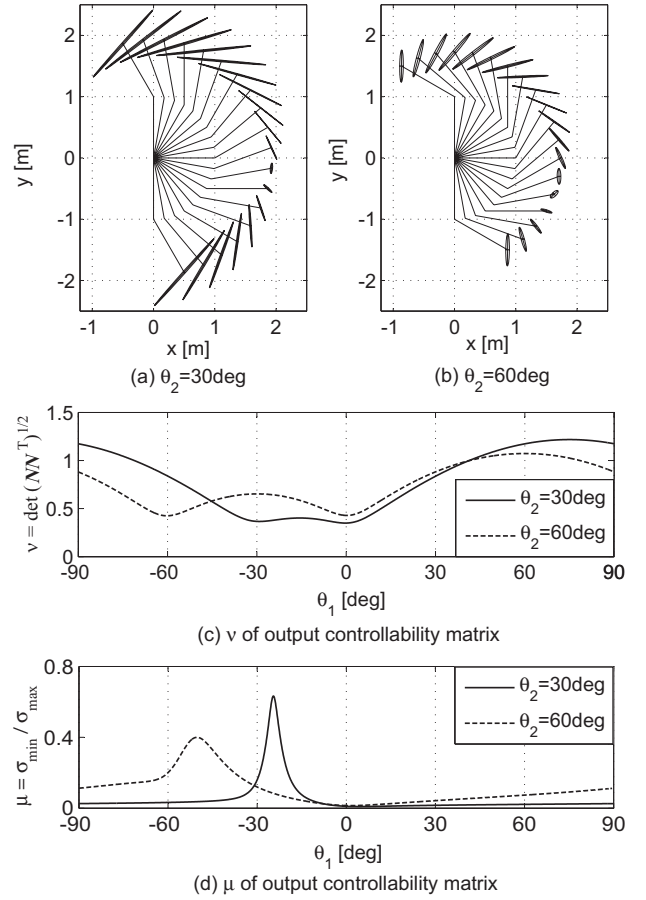 2
1
0
-1
-2
y [m]
-1 0 1 2
x [m]
(a) θ₂=30deg
2
1
0
-1
-2
y [m]
-1 0 1 2
x [m]
(b) θ₂=60deg
1.5
1
0.5
0
ν = det (NNᵀ)^1/2
-90 -60 -30 0 30 60 90
θ₂=30deg
θ₂=60deg
θ₁ [deg]
(c) ν of output controllability matrix
0.8
0.4
0
μ = σmin / σmax
-90 -60 -30 0 30 60 90
θ₂=30deg
θ₂=60deg
θ₁ [deg]
(d) μ of output controllability matrix